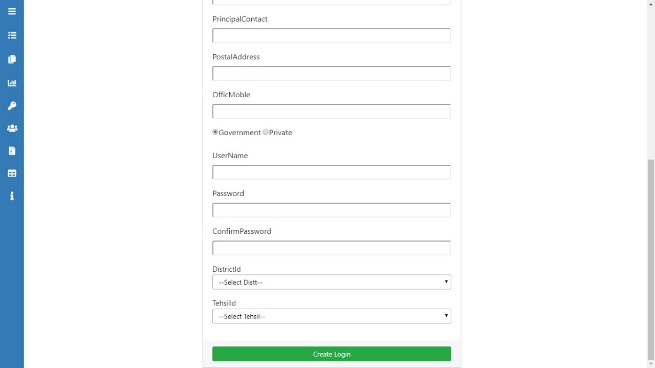 PrincipalContact
PostalAddress
OfficMoble
Government Private
UserName
Password
ConfirmPassword
DistrictId
--Select Distt--
TehsilId
--Select Tehsil--
Create Login